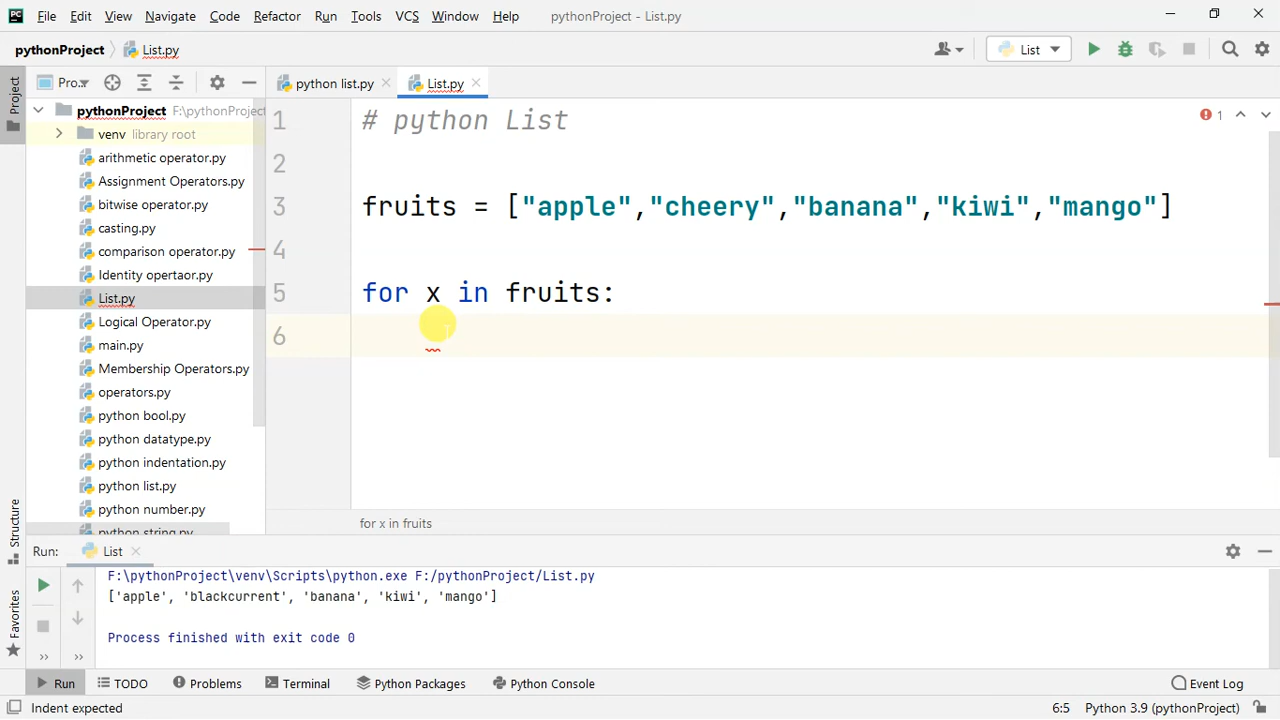 PC File Edit View Navigate Code Refactor Run Tools VCS Window Help pythonProject - List.py
pythonProject List.py List
Project Pro... python list.py List.py
pythonProject F:\pythonProject
venv library root
arithmetic operator.py
Assignment Operators.py
bitwise operator.py
casting.py
comparison operator.py
Identity opertaor.py
List.py
Logical Operator.py
main.py
Membership Operators.py
operators.py
python bool.py
python datatype.py
python indentation.py
python list.py
python number.py
python string.py
1 # python List
2
3 fruits = ["apple","cheery","banana","kiwi","mango"]
4
5 for x in fruits:
6
1
for x in fruits
Structure
Favorites
Run: List
F:\pythonProject\venv\Scripts\python.exe F:/pythonProject/List.py
['apple', 'blackcurrent', 'banana', 'kiwi', 'mango']
Process finished with exit code 0
Run TODO Problems Terminal Python Packages Python Console Event Log
Indent expected 6:5 Python 3.9 (pythonProject)